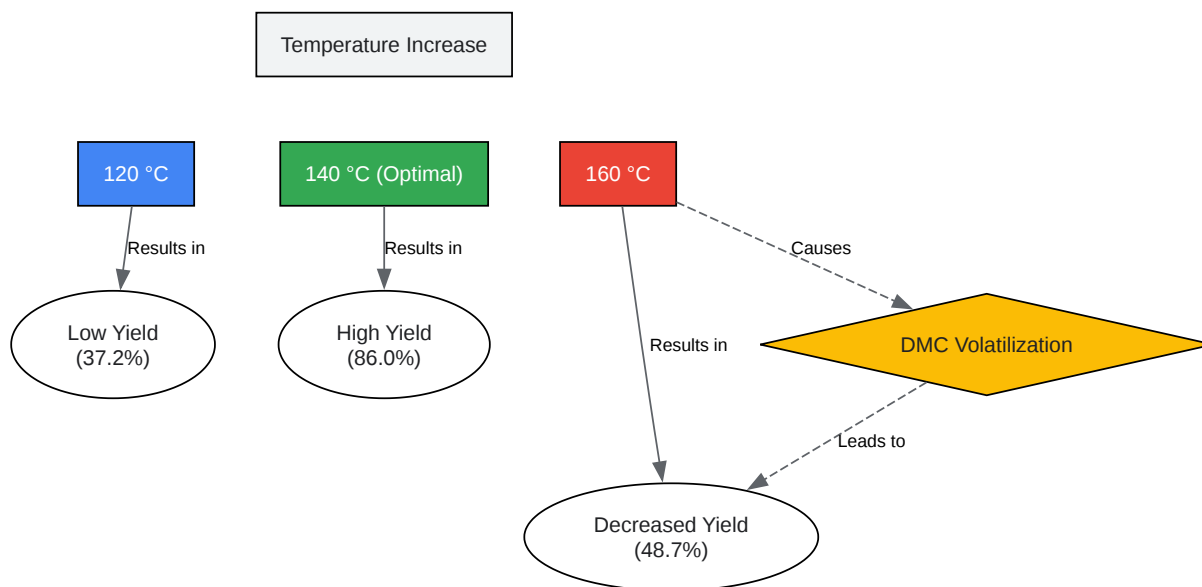 Temperature Increase
120 °C
140 °C (Optimal)
160 °C
Results in
Results in
Causes
Low Yield
(37.2%)
High Yield
(86.0%)
Results in
DMC Volatilization
Leads to
Decreased Yield
(48.7%)